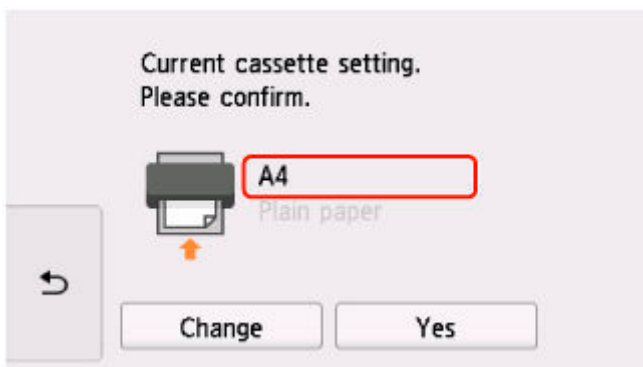 Current cassette setting.
Please confirm.
A4
Plain paper
Change
Yes